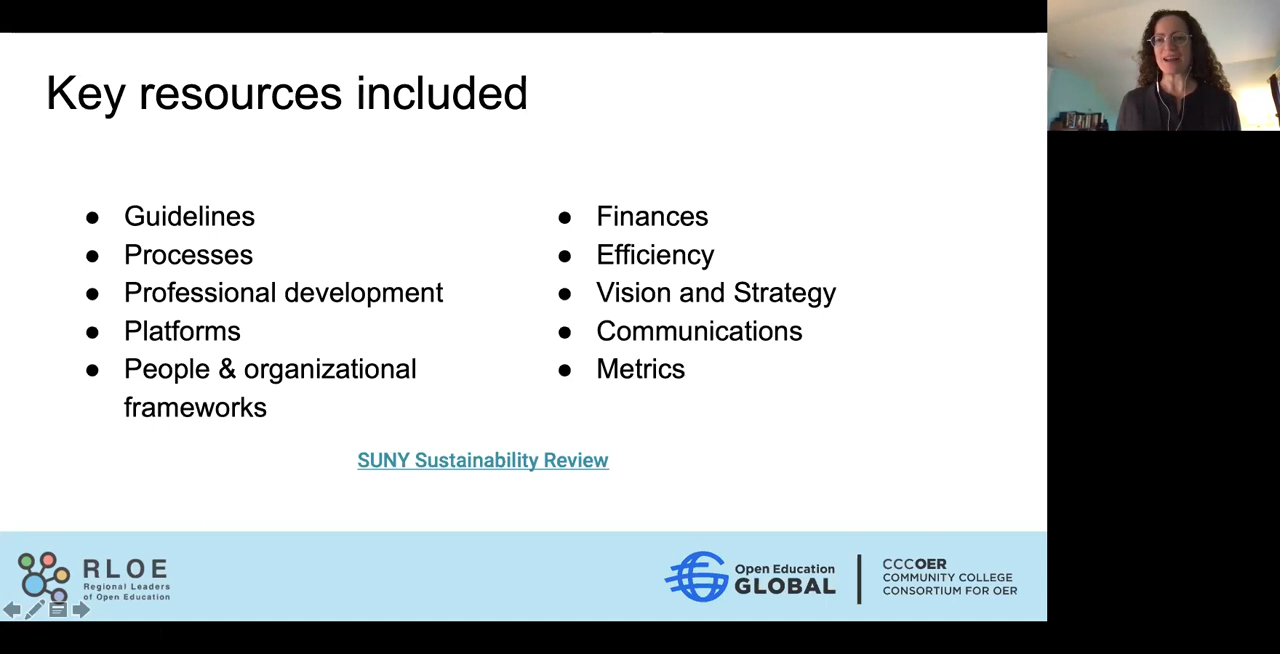 Key resources included
● Guidelines
● Processes
● Professional development
● Platforms
● People & organizational
frameworks
● Finances
● Efficiency
● Vision and Strategy
● Communications
● Metrics
SUNY Sustainability Review
RLOE
Regional Leaders
of Open Education
Open Education
GLOBAL
CCCOER
COMMUNITY COLLEGE
CONSORTIUM FOR OER